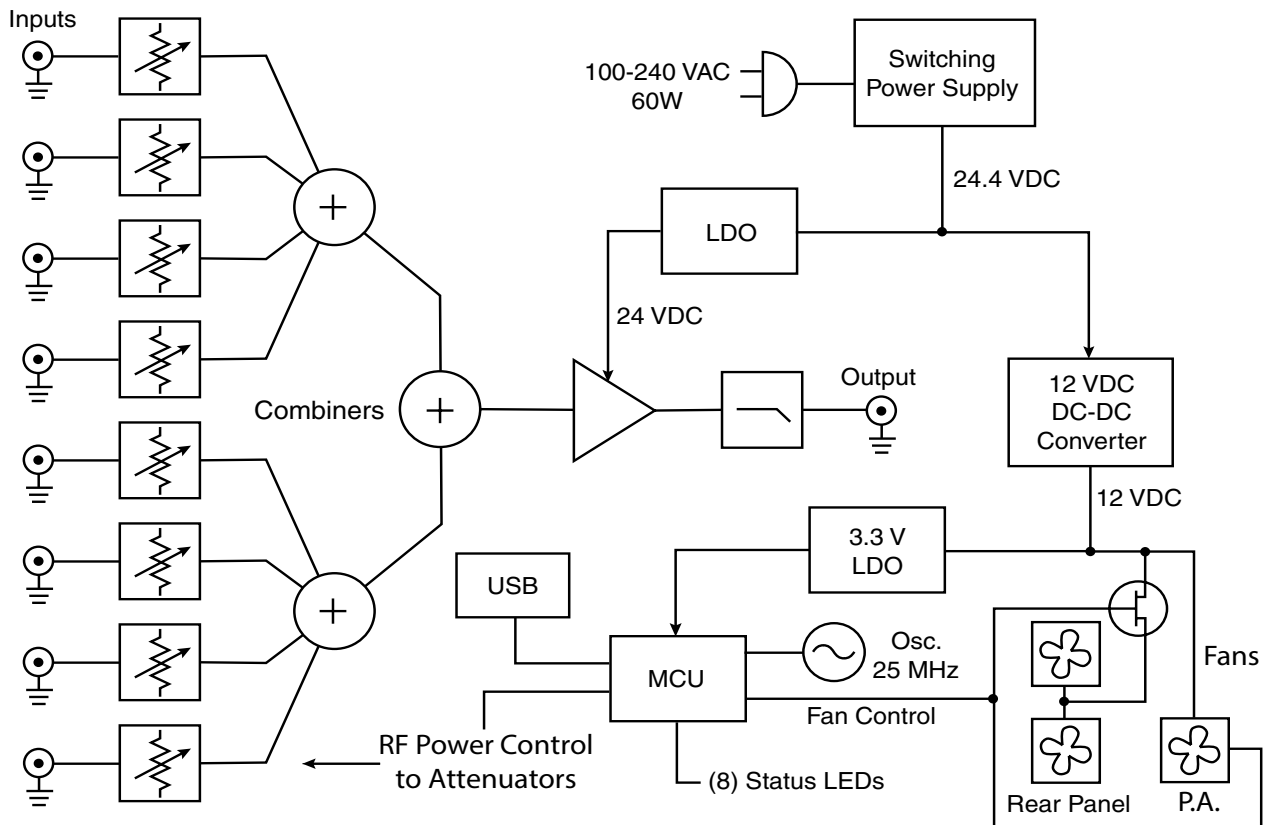 Inputs
100-240 VAC
60W
Switching
Power Supply
24.4 VDC
LDO
24 VDC
Combiners
Output
12 VDC
DC-DC
Converter
12 VDC
3.3 V
LDO
USB
MCU
Osc.
25 MHz
Fan Control
Fans
RF Power Control
to Attenuators
(8) Status LEDs
Rear Panel
P.A.